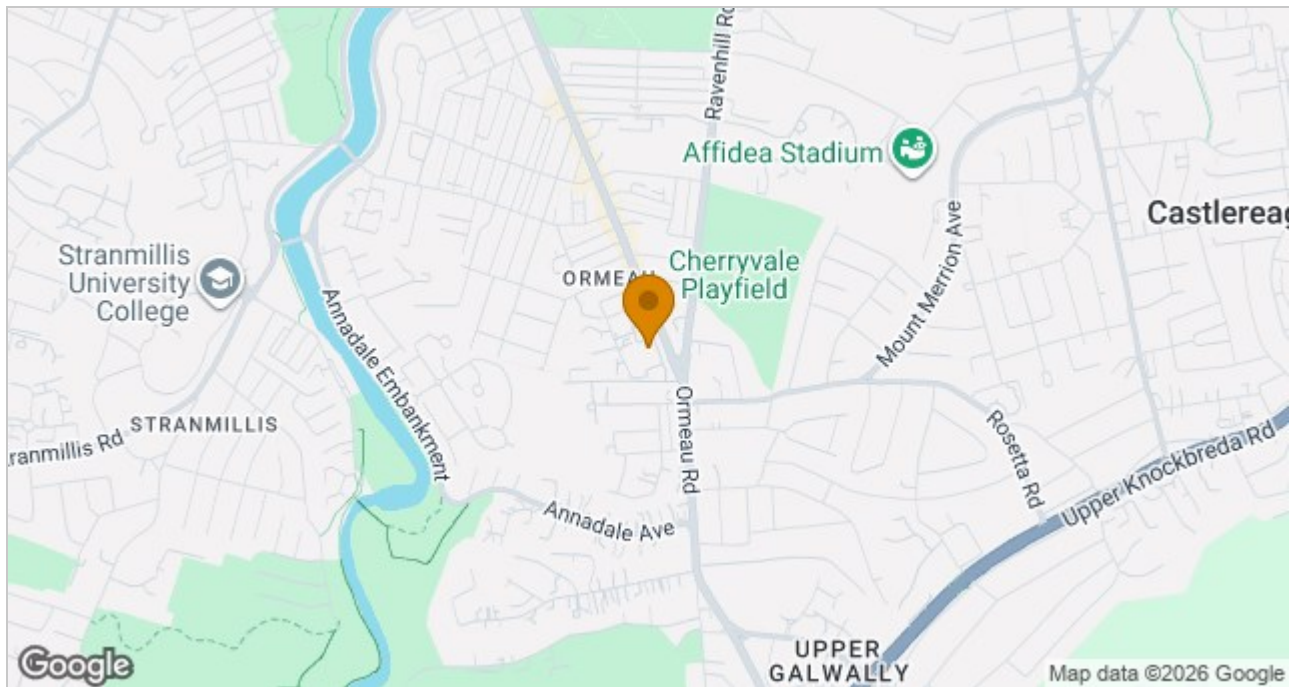 Ravenhill Rd
Affidea Stadium
Castlereag
Stranmillis
University
College
ORMEAU
Cherryvale
Playfield
Mount Merrion Ave
Annadale Embankment
STRANMILLIS
tranmillis Rd
Ormeau Rd
Rosetta Rd
Upper Knockbreda Rd
Annadale Ave
UPPER
GALWALLY
Google
Map data ©2026 Google